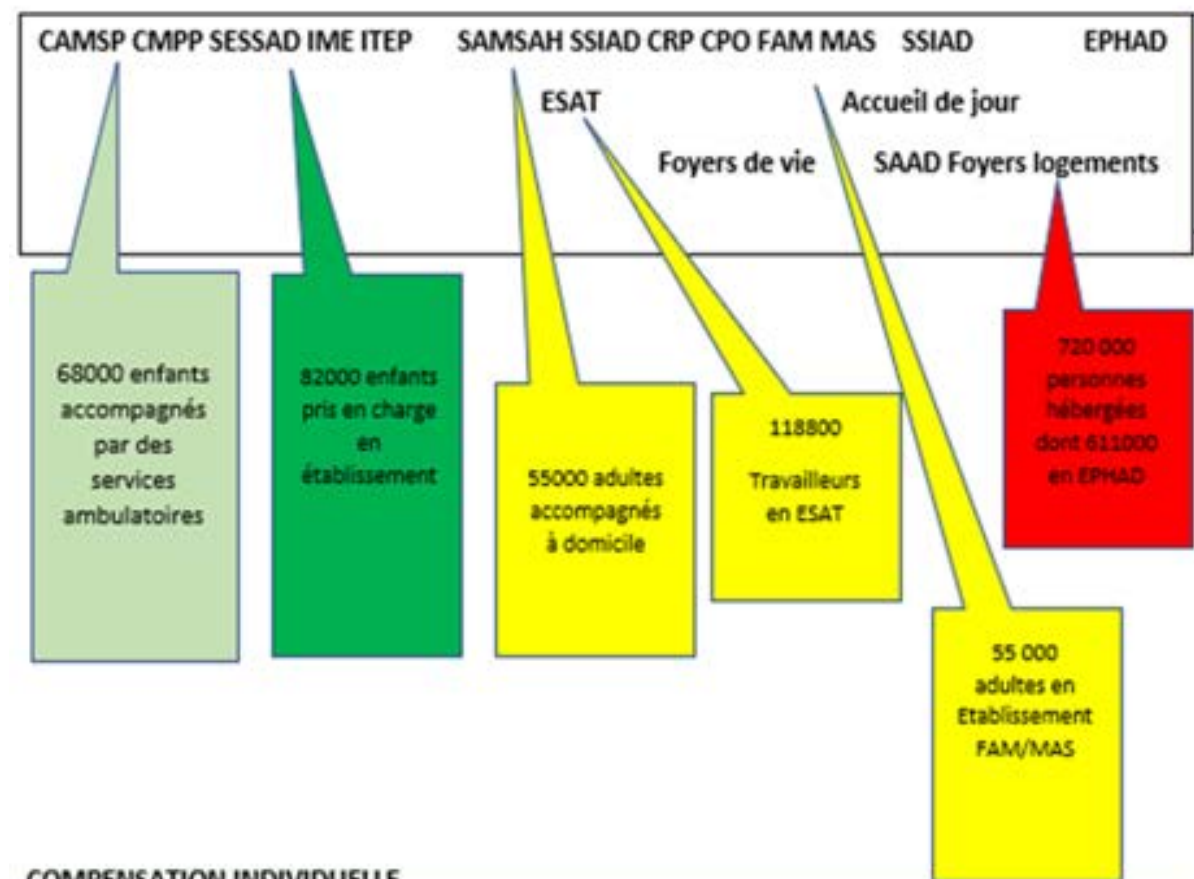 CAMSP CMPP SESSAD IME ITEP SAMSAH SSIAD CRP CPO FAM MAS SSIAD EPHAD
ESAT Accueil de jour
Foyers de vie SAAD Foyers logements
68000 enfants
accompagnés
par des
services
ambulatoires
82000 enfants
pris en charge
en
établissement
55000 adultes
accompagnés
à domicile
118800
Travailleurs
en ESAT
55 000
adultes en
Etablissement
FAM/MAS
720 000
personnes
hébergées
dont 611000
en EPHAD
COMPENSATION INDIVIDUELLE